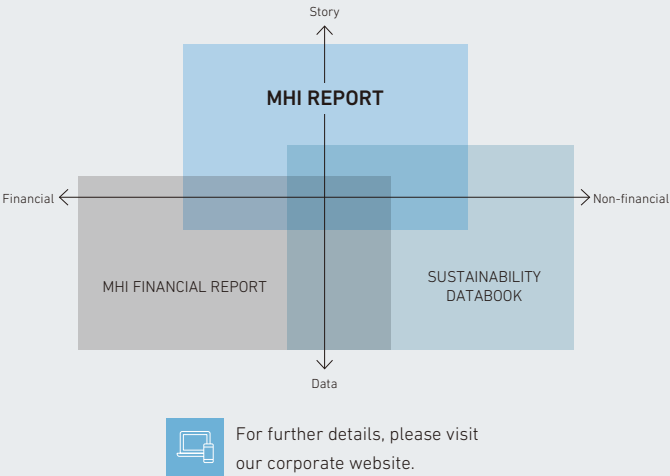 Story
MHI REPORT
Financial
Non-financial
MHI FINANCIAL REPORT
SUSTAINABILITY
DATABOOK
Data
For further details, please visit
our corporate website.